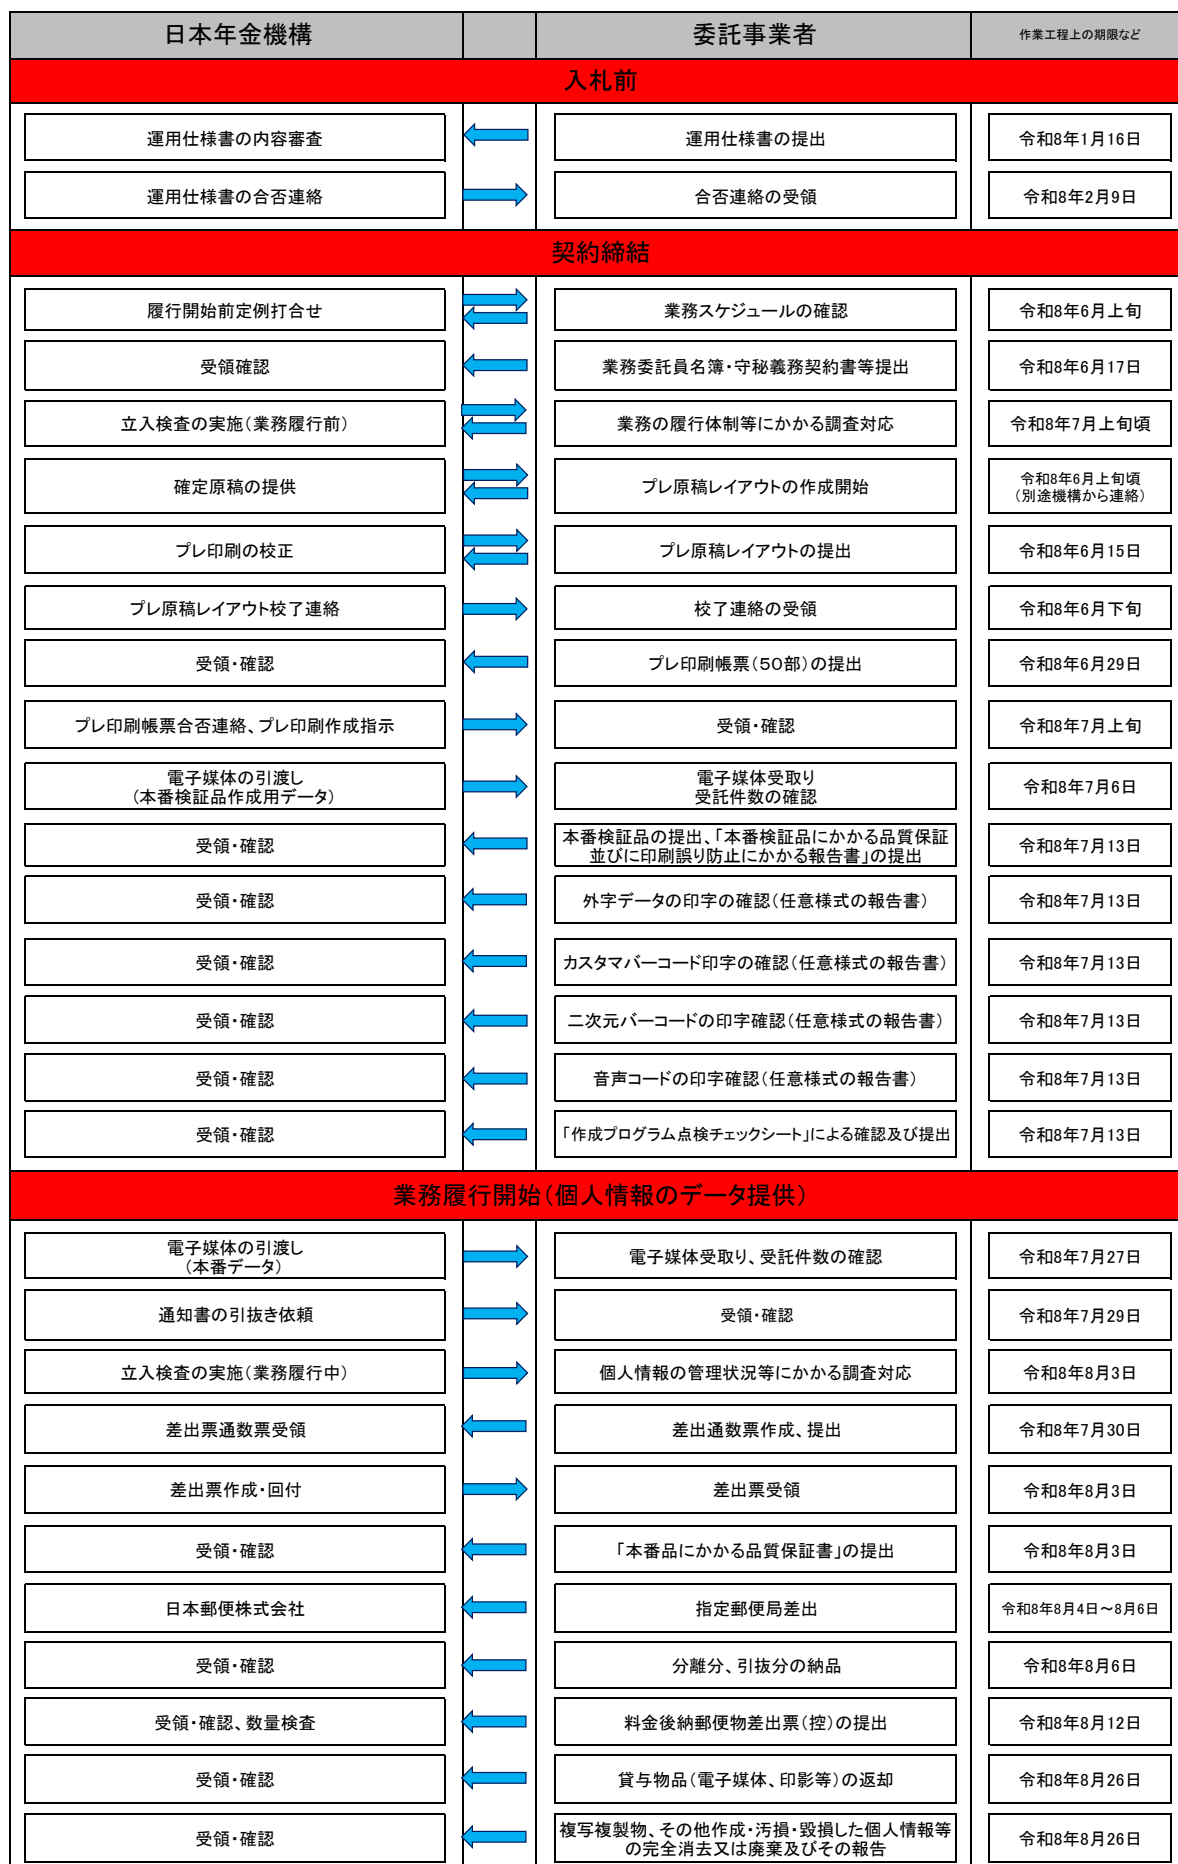 日本年金機構 委託事業者 作業工程上の期限など
入札前
運用仕様書の内容審査 運用仕様書の提出 令和8年1月16日
運用仕様書の合否連絡 合否連絡の受領 令和8年2月9日
契約締結
履行開始前定例打合せ 業務スケジュールの確認 令和8年6月上旬
受領確認 業務委託員名簿・守秘義務契約書等提出 令和8年6月17日
立入検査の実施(業務履行前) 業務の履行体制等にかかる調査対応 令和8年7月上旬頃
確定原稿の提供 プレ原稿レイアウトの作成開始 令和8年6月上旬頃
(別途機構から連絡)
プレ印刷の校正 プレ原稿レイアウトの提出 令和8年6月15日
プレ原稿レイアウト校了連絡 校了連絡の受領 令和8年6月下旬
受領・確認 プレ印刷帳票(50部)の提出 令和8年6月29日
プレ印刷帳票合否連絡、プレ印刷作成指示 受領・確認 令和8年7月上旬
電子媒体の引渡し
(本番検証品作成用データ)
電子媒体受取り
受託件数の確認
令和8年7月6日
受領・確認
本番検証品の提出、「本番検証品にかかる品質保証
並びに印刷誤り防止にかかる報告書」の提出
令和8年7月13日
受領・確認 外字データの印字の確認(任意様式の報告書) 令和8年7月13日
受領・確認 カスタマバーコード印字の確認(任意様式の報告書) 令和8年7月13日
受領・確認 二次元バーコードの印字確認(任意様式の報告書) 令和8年7月13日
受領・確認 音声コードの印字確認(任意様式の報告書) 令和8年7月13日
受領・確認 「作成プログラム点検チェックシート」による確認及び提出 令和8年7月13日
業務履行開始(個人情報のデータ提供)
電子媒体の引渡し
(本番データ)
電子媒体受取り、受託件数の確認 令和8年7月27日
通知書の引抜き依頼 受領・確認 令和8年7月29日
立入検査の実施(業務履行中) 個人情報の管理状況等にかかる調査対応 令和8年8月3日
差出票通数票受領 差出通数票作成、提出 令和8年7月30日
差出票作成・回付 差出票受領 令和8年8月3日
受領・確認 「本番品にかかる品質保証書」の提出 令和8年8月3日
日本郵便株式会社 指定郵便局差出 令和8年8月4日~8月6日
受領・確認 分離分、引抜分の納品 令和8年8月6日
受領・確認、数量検査 料金後納郵便物差出票(控)の提出 令和8年8月12日
受領・確認 貸与物品(電子媒体、印影等)の返却 令和8年8月26日
受領・確認
複写複製物、その他作成・汚損・毀損した個人情報等
の完全消去又は廃棄及びその報告
令和8年8月26日